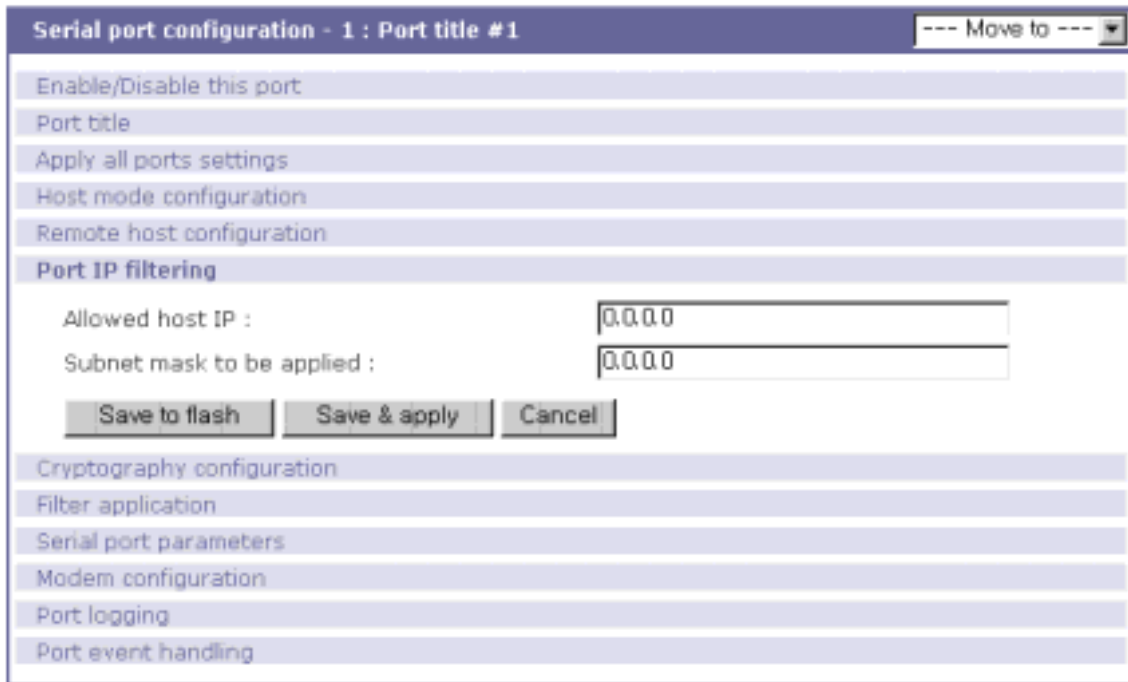 Serial port configuration - 1 : Port title #1 --- Move to ---
Enable/Disable this port
Port title
Apply all ports settings
Host mode configuration
Remote host configuration
Port IP filtering
Allowed host IP : 0.0.0.0
Subnet mask to be applied : 0.0.0.0
Save to flash Save & apply Cancel
Cryptography configuration
Filter application
Serial port parameters
Modem configuration
Port logging
Port event handling